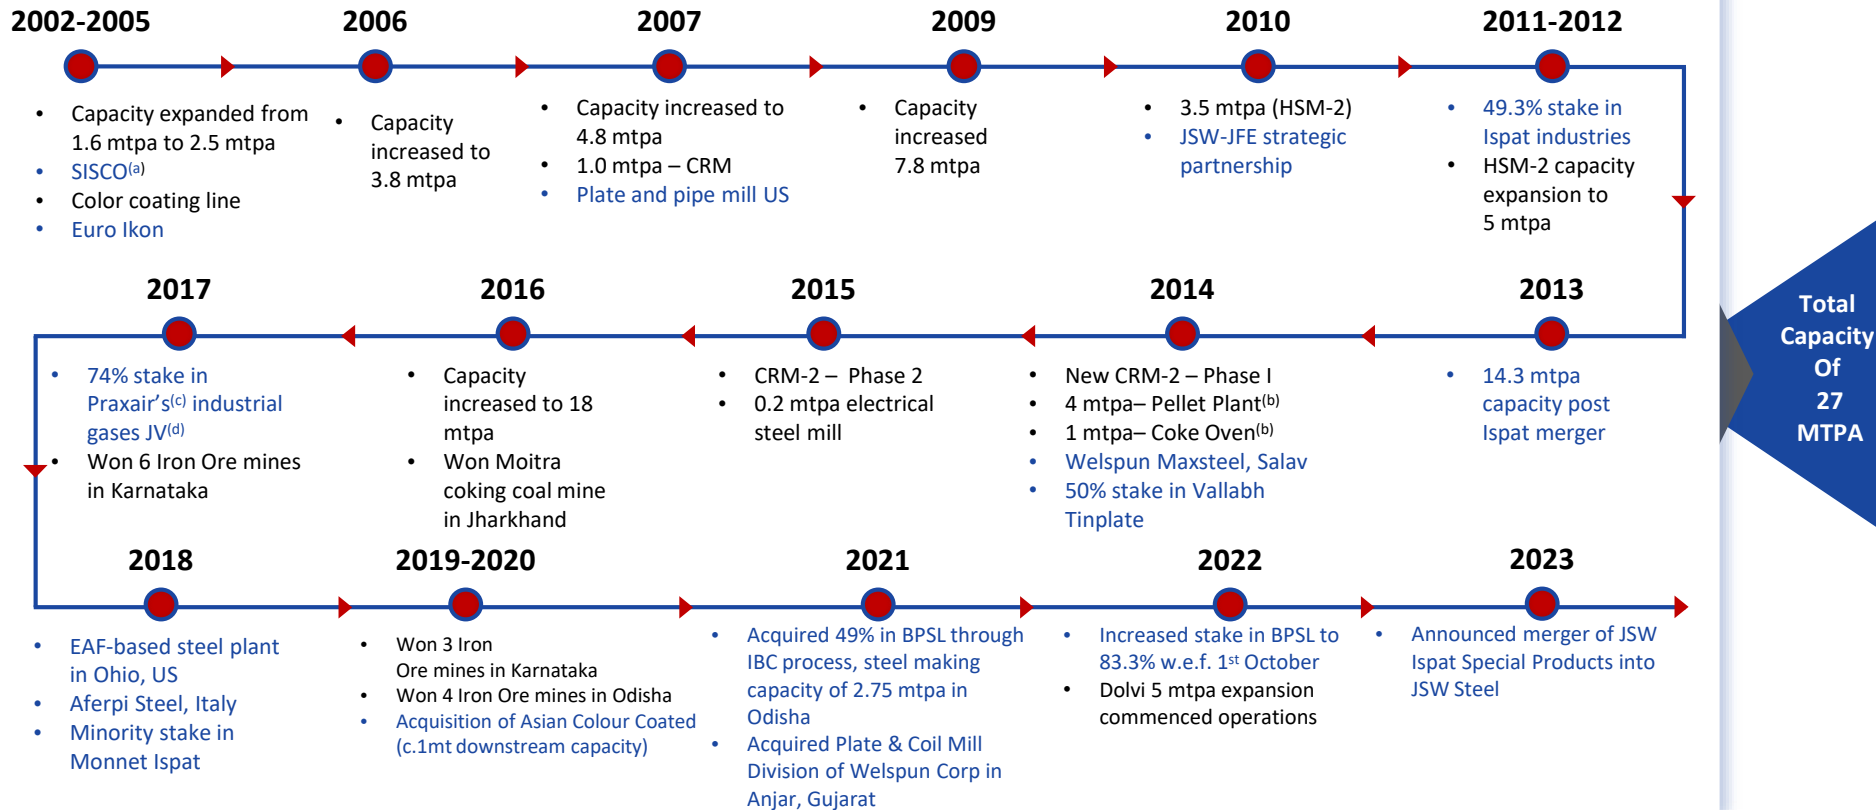 2002-2005
• Capacity expanded from
1.6 mtpa to 2.5 mtpa
• SISCO(a)
• Color coating line
• Euro Ikon
2006
• Capacity
increased to
3.8 mtpa
2007
• Capacity increased to
4.8 mtpa
• 1.0 mtpa – CRM
• Plate and pipe mill US
2009
• Capacity
increased
7.8 mtpa
2010
• 3.5 mtpa (HSM-2)
• JSW-JFE strategic
partnership
2011-2012
• 49.3% stake in
Ispat industries
• HSM-2 capacity
expansion to
5 mtpa
2013
• 14.3 mtpa
capacity post
Ispat merger
2014
• New CRM-2 – Phase I
• 4 mtpa– Pellet Plant(b)
• 1 mtpa– Coke Oven(b)
• Welspun Maxsteel, Salav
• 50% stake in Vallabh
Tinplate
2015
• CRM-2 – Phase 2
• 0.2 mtpa electrical
steel mill
2016
• Capacity
increased to 18
mtpa
• Won Moitra
coking coal mine
in Jharkhand
2017
• 74% stake in
Praxair's(c) industrial
gases JV(d)
• Won 6 Iron Ore mines
in Karnataka
2018
• EAF-based steel plant
in Ohio, US
• Aferpi Steel, Italy
• Minority stake in
Monnet Ispat
2019-2020
• Won 3 Iron
Ore mines in Karnataka
• Won 4 Iron Ore mines in Odisha
• Acquisition of Asian Colour Coated
(c.1mt downstream capacity)
2021
• Acquired 49% in BPSL through
IBC process, steel making
capacity of 2.75 mtpa in
Odisha
• Acquired Plate & Coil Mill
Division of Welspun Corp in
Anjar, Gujarat
2022
• Increased stake in BPSL to
83.3% w.e.f. 1st October
• Dolvi 5 mtpa expansion
commenced operations
2023
• Announced merger of JSW
Ispat Special Products into
JSW Steel
Total
Capacity
Of
27
MTPA